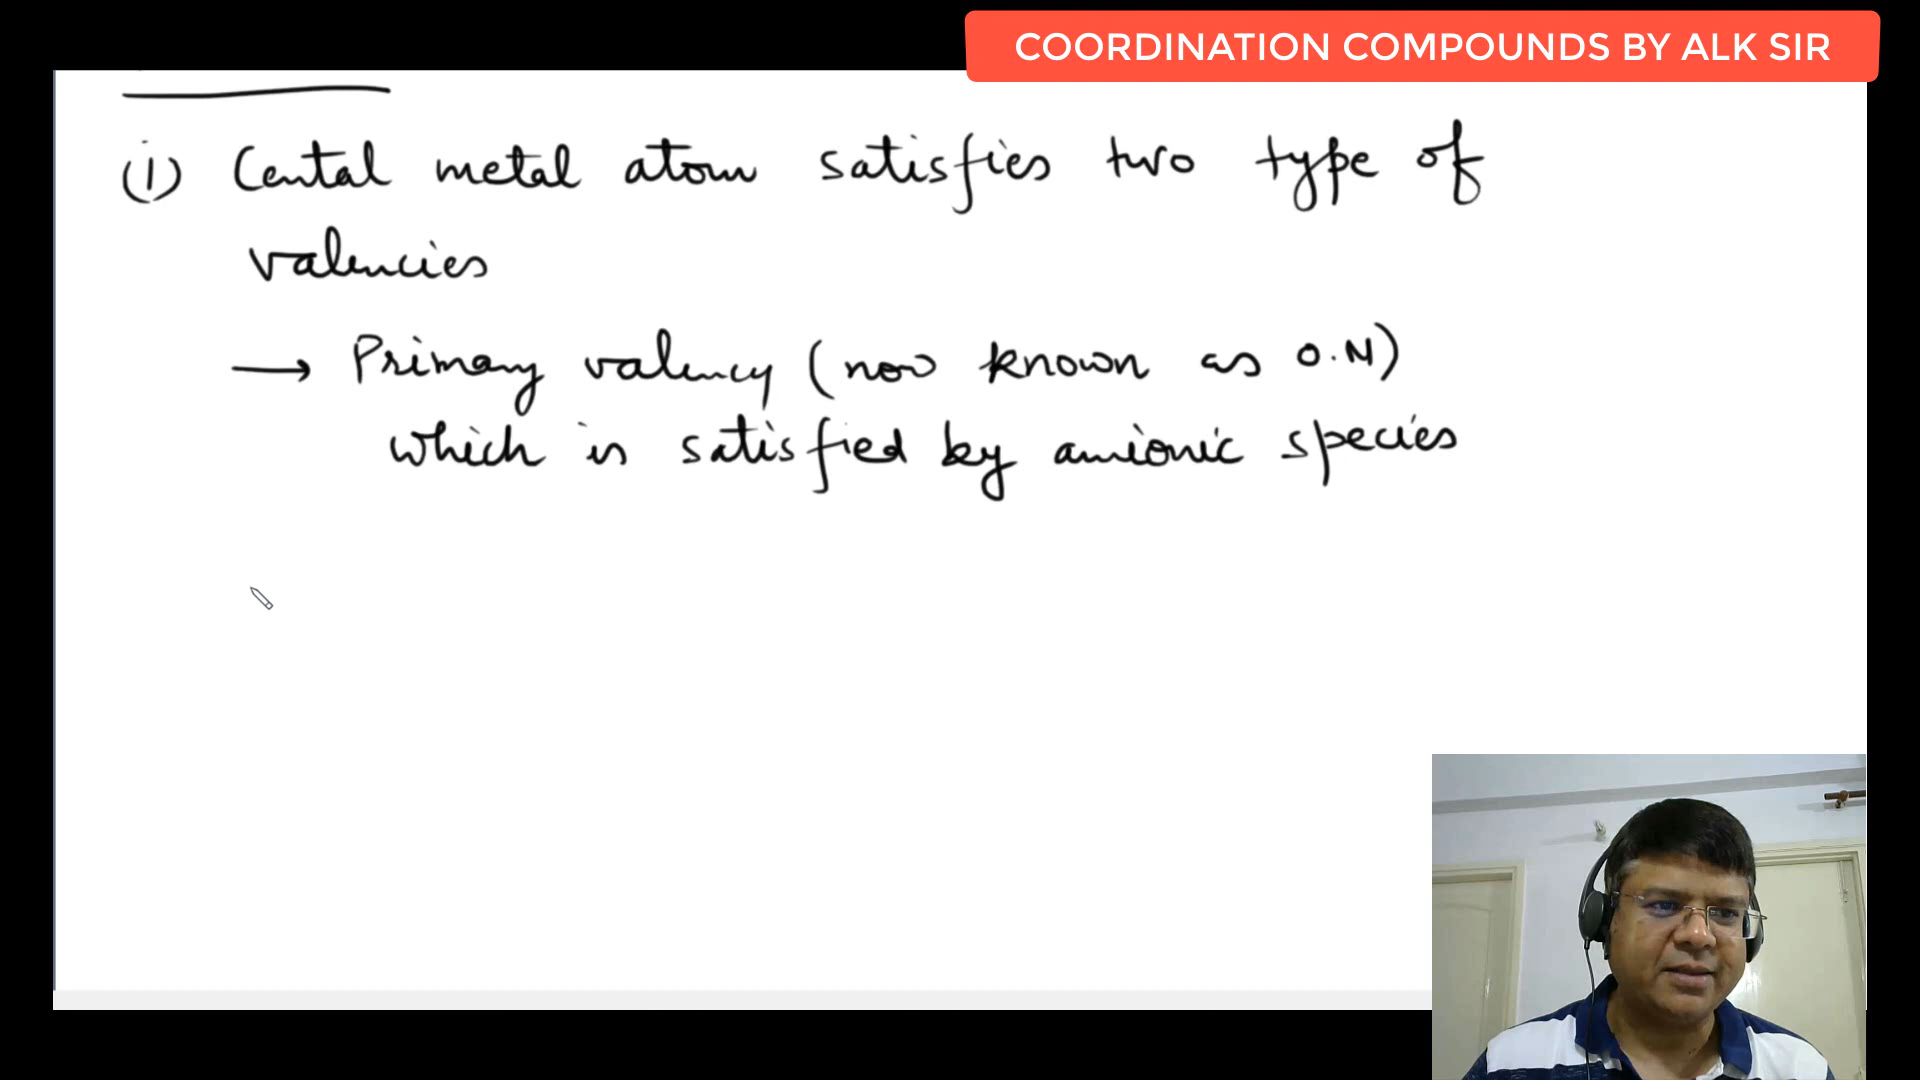 COORDINATION COMPOUNDS BY ALK SIR
(i) Cental metal atom satisfies two type of
valencies
→ Primary valency (now known as O.N)
which is satisfied by anionic species